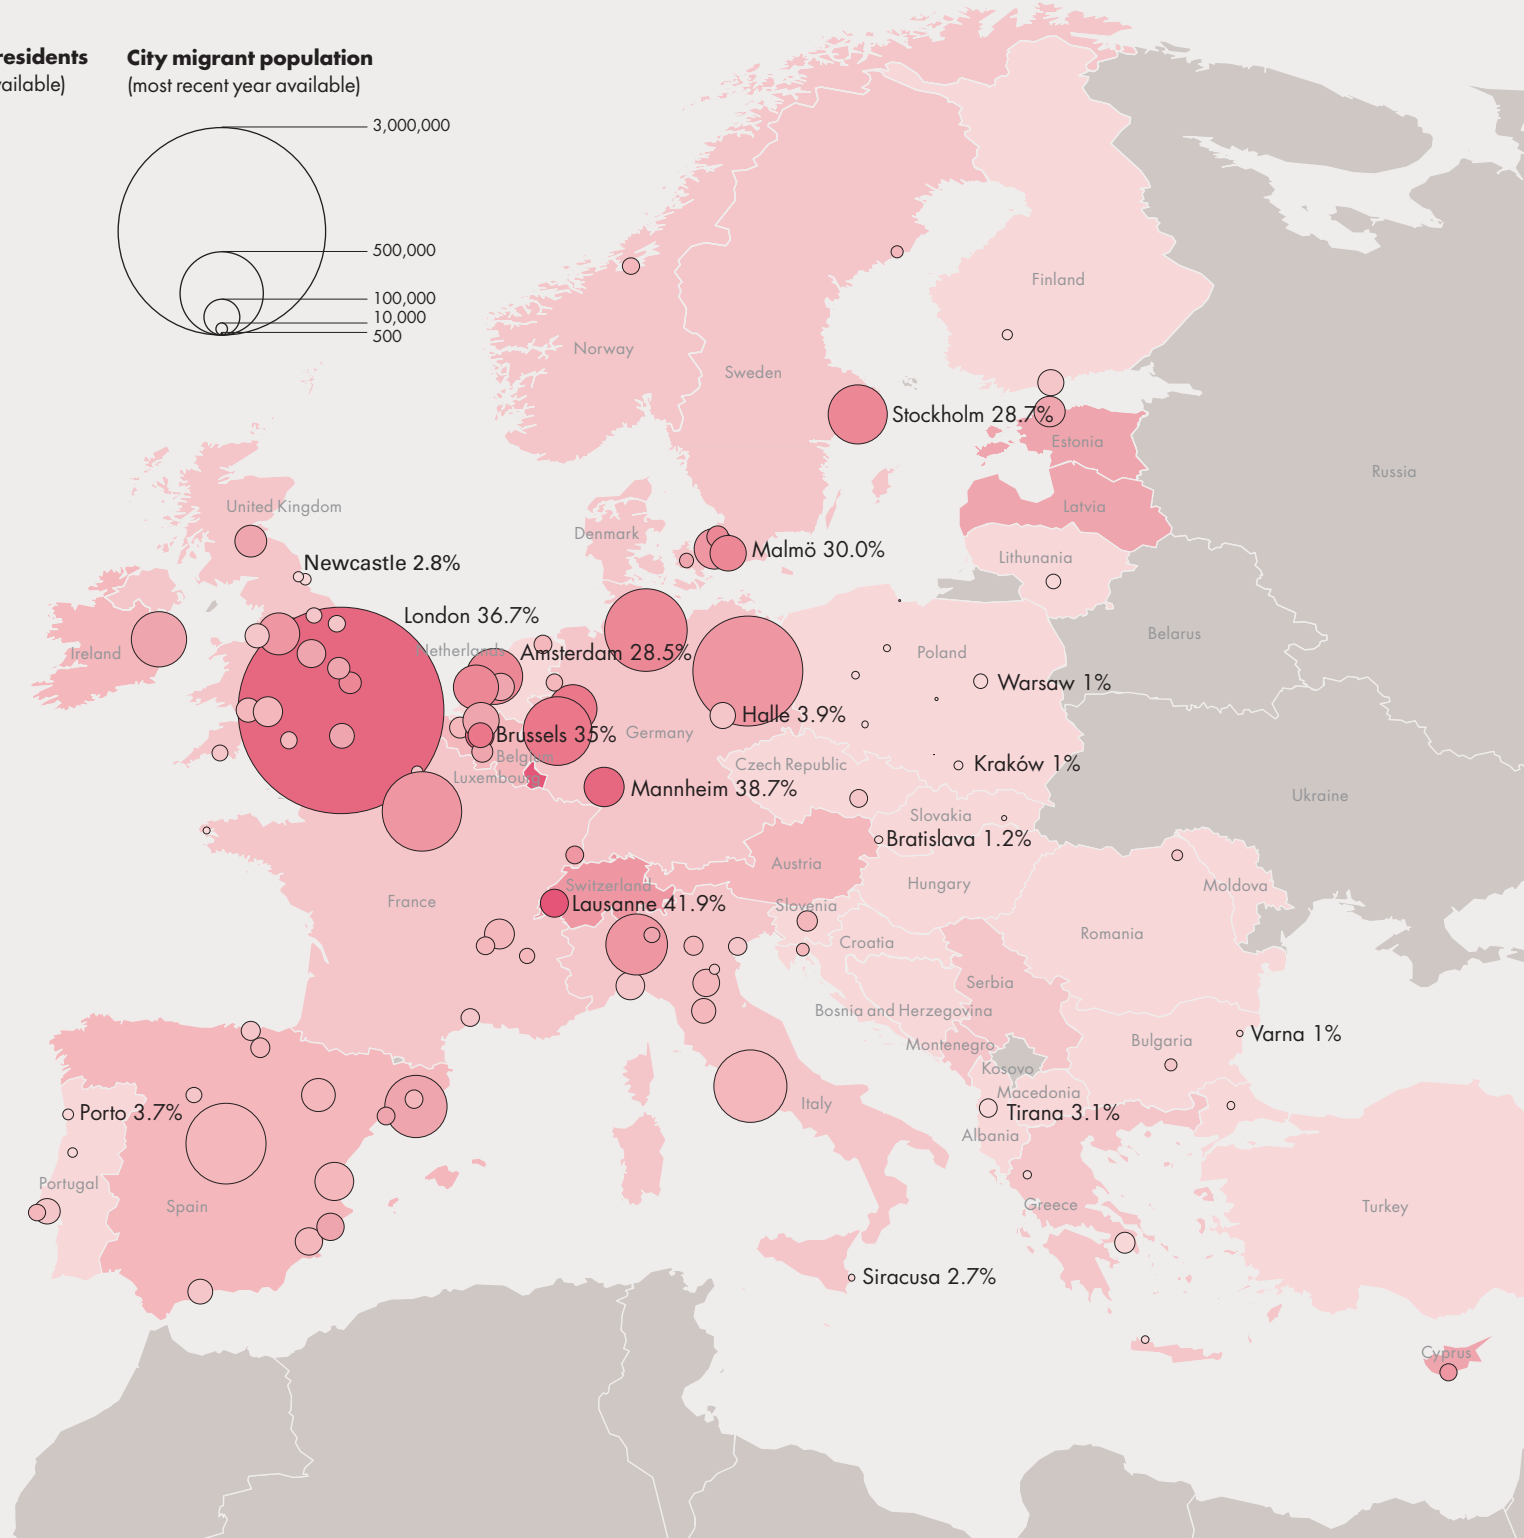 residents
vailable)
City migrant population
(most recent year available)
3,000,000
500,000
100,000
10,000
500
Finland
Norway
Sweden
Stockholm 28.7%
Estonia
Russia
United Kingdom
Latvia
Denmark
Malmö 30.0%
Lithunania
Newcastle 2.8%
London 36.7%
Belarus
Netherlands
Amsterdam 28.5%
Ireland
Poland
Warsaw 1%
Halle 3.9%
Brussels 35%
Germany
Belgium
Czech Republic
Kraków 1%
Luxembourg
Mannheim 38.7%
Ukraine
Slovakia
Bratislava 1.2%
Austria
Switzerland
Hungary
Moldova
France
Lausanne 41.9%
Slovenia
Romania
Croatia
Serbia
Bosnia and Herzegovina
Montenegro
Bulgaria
Varna 1%
Kosovo
Macedonia
Porto 3.7%
Italy
Tirana 3.1%
Albania
Portugal
Spain
Greece
Turkey
Siracusa 2.7%
Cyprus